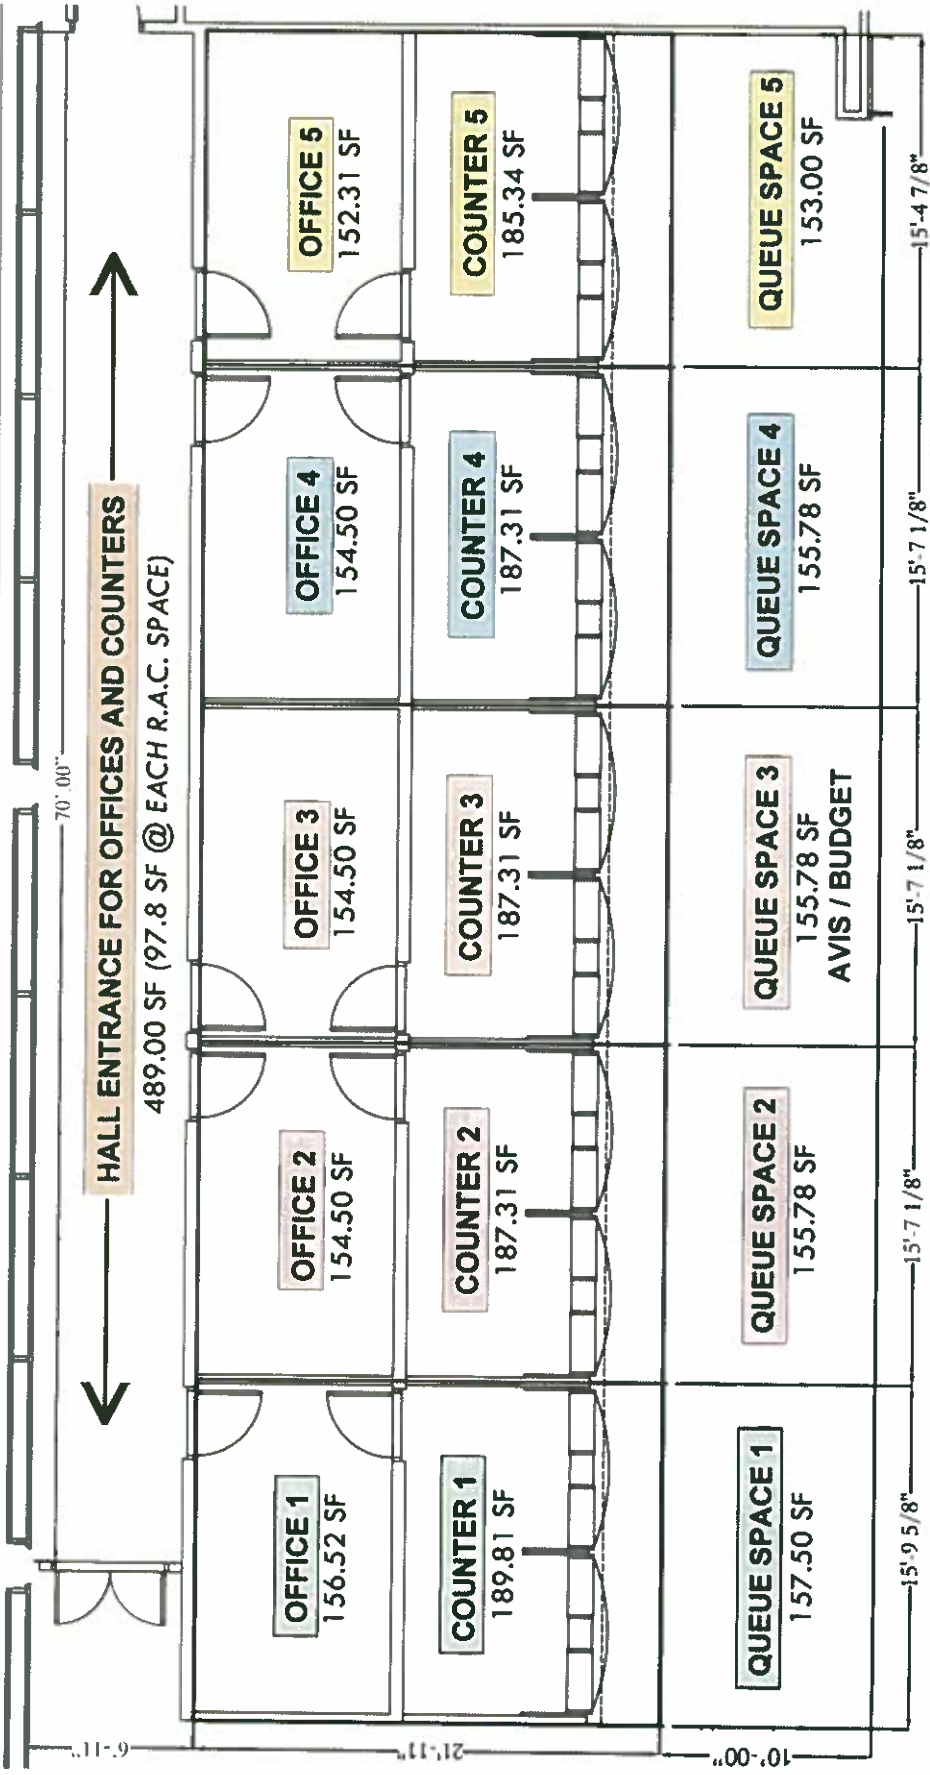 70'.00"
HALL ENTRANCE FOR OFFICES AND COUNTERS
489.00 SF (97.8 SF @ EACH R.A.C. SPACE)
6'-11"
OFFICE 1
156.52 SF
OFFICE 2
154.50 SF
OFFICE 3
154.50 SF
OFFICE 4
154.50 SF
OFFICE 5
152.31 SF
21'-11"
COUNTER 1
189.81 SF
COUNTER 2
187.31 SF
COUNTER 3
187.31 SF
COUNTER 4
187.31 SF
COUNTER 5
185.34 SF
10'-00"
QUEUE SPACE 1
157.50 SF
QUEUE SPACE 2
155.78 SF
QUEUE SPACE 3
155.78 SF
AVIS / BUDGET
QUEUE SPACE 4
155.78 SF
QUEUE SPACE 5
153.00 SF
15'-9 5/8"
15'-7 1/8"
15'-7 1/8"
15'-7 1/8"
15'-4 7/8"